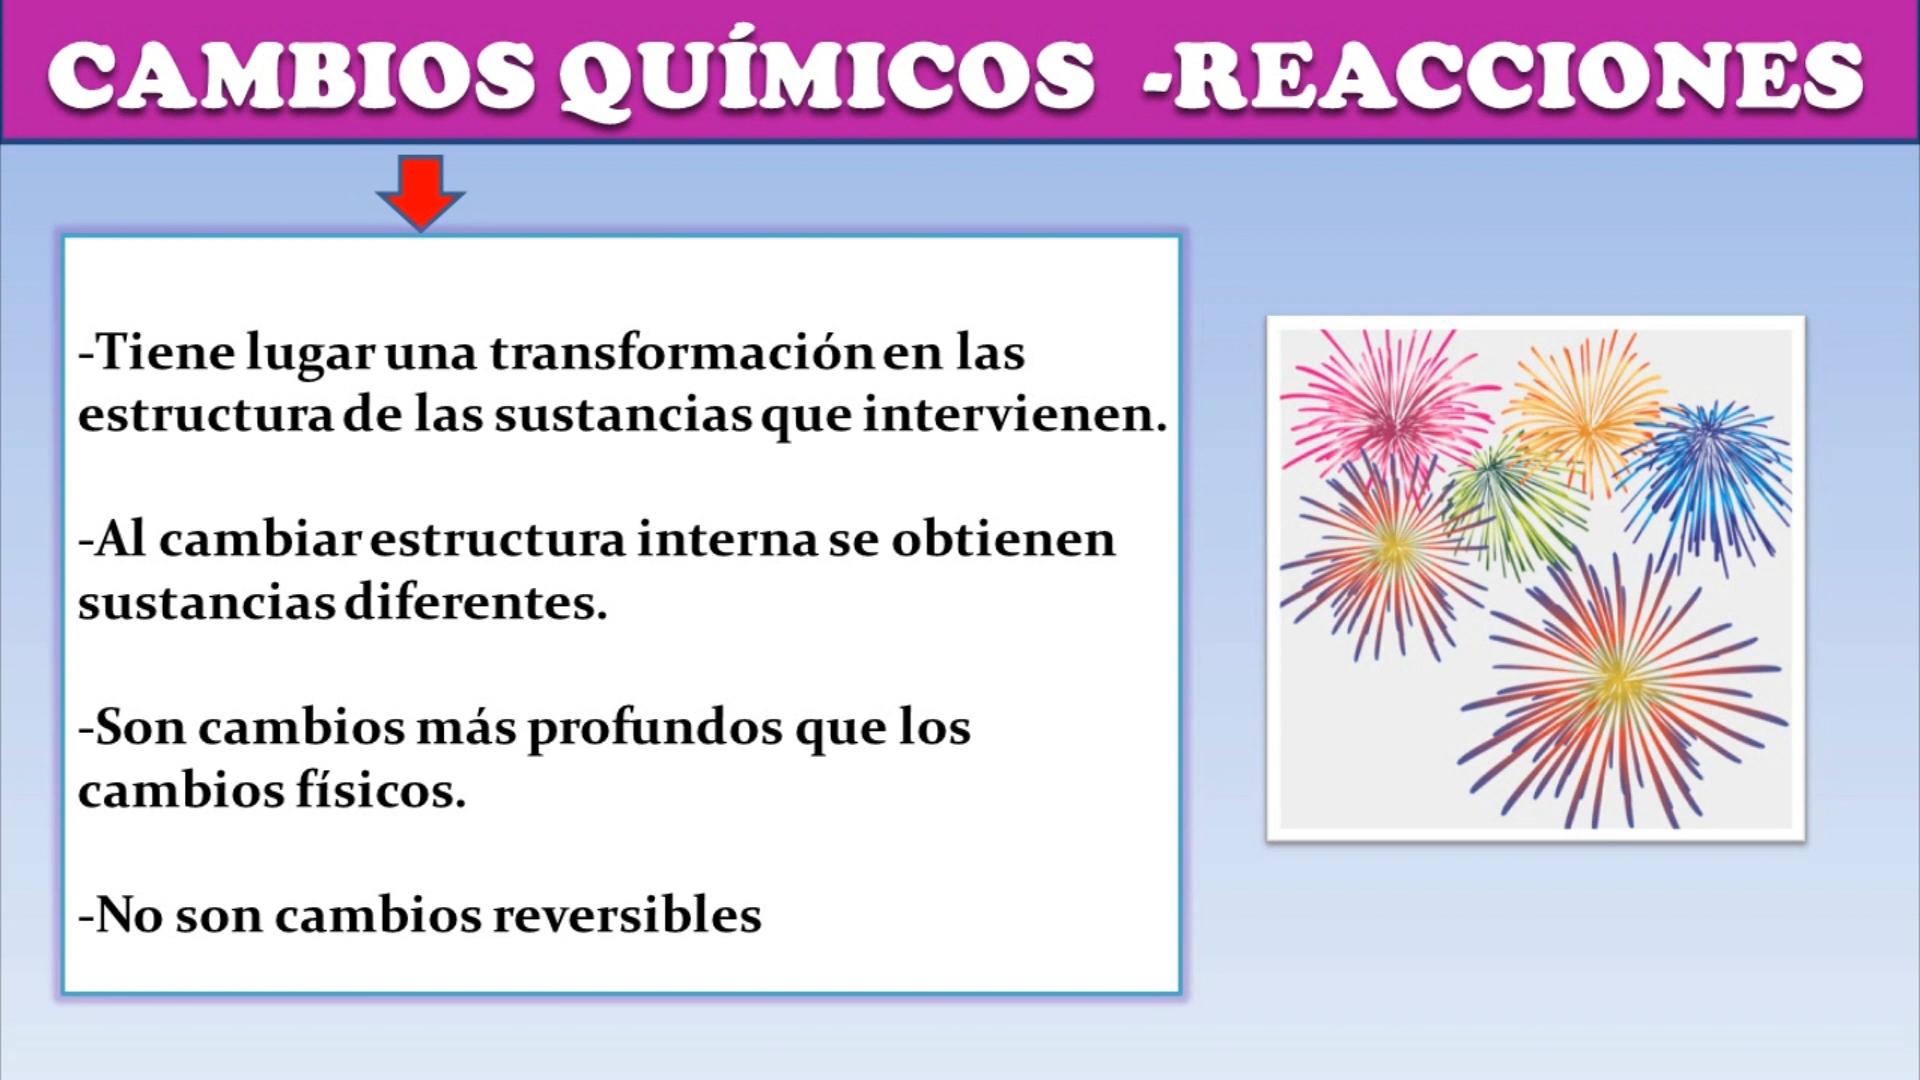 CAMBIOS QUÍMICOS -REACCIONES
-Tiene lugar una transformación en las
estructura de las sustancias que intervienen.
-Al cambiar estructura interna se obtienen
sustancias diferentes.
-Son cambios más profundos que los
cambios físicos.
-No son cambios reversibles